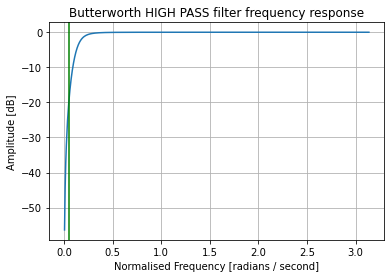 Butterworth HIGH PASS filter frequency response
0
−10
−20
−30
−40
−50
Amplitude [dB]
0.0 0.5 1.0 1.5 2.0 2.5 3.0
Normalised Frequency [radians / second]